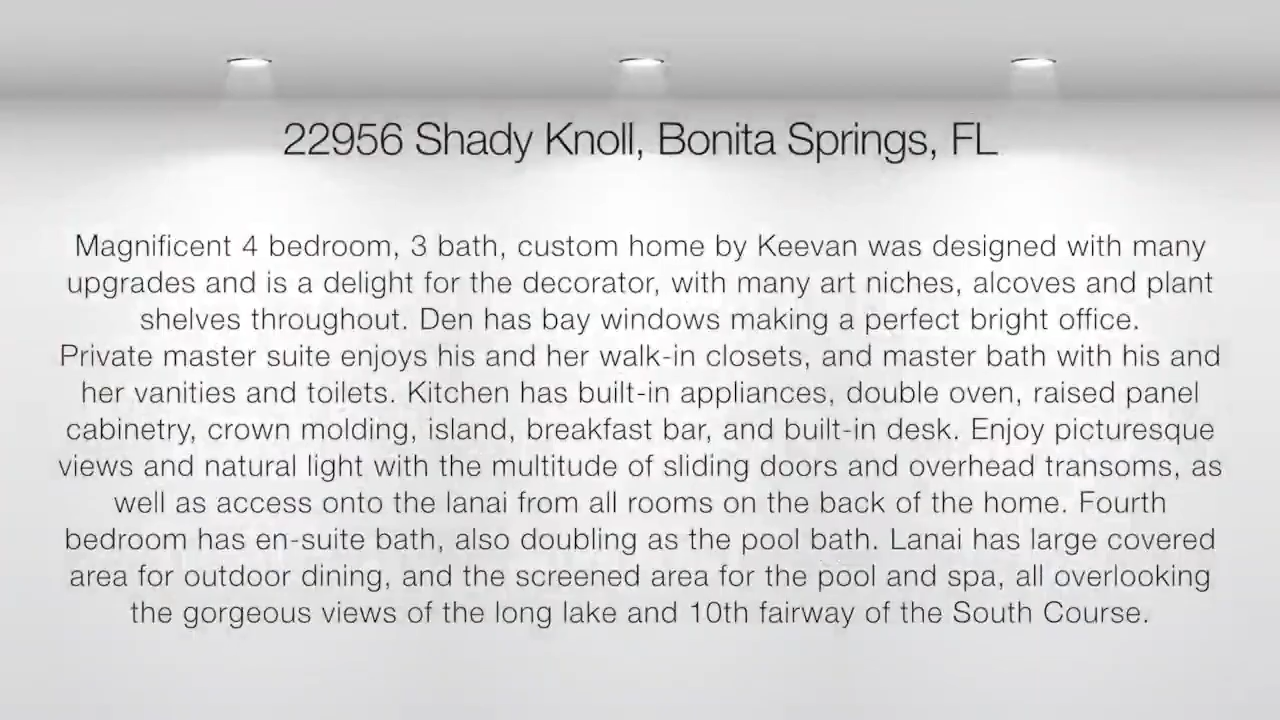 22956 Shady Knoll, Bonita Springs, FL
Magnificent 4 bedroom, 3 bath, custom home by Keevan was designed with many
upgrades and is a delight for the decorator, with many art niches, alcoves and plant
shelves throughout. Den has bay windows making a perfect bright office.
Private master suite enjoys his and her walk-in closets, and master bath with his and
her vanities and toilets. Kitchen has built-in appliances, double oven, raised panel
cabinetry, crown molding, island, breakfast bar, and built-in desk. Enjoy picturesque
views and natural light with the multitude of sliding doors and overhead transoms, as
well as access onto the lanai from all rooms on the back of the home. Fourth
bedroom has en-suite bath, also doubling as the pool bath. Lanai has large covered
area for outdoor dining, and the screened area for the pool and spa, all overlooking
the gorgeous views of the long lake and 10th fairway of the South Course.